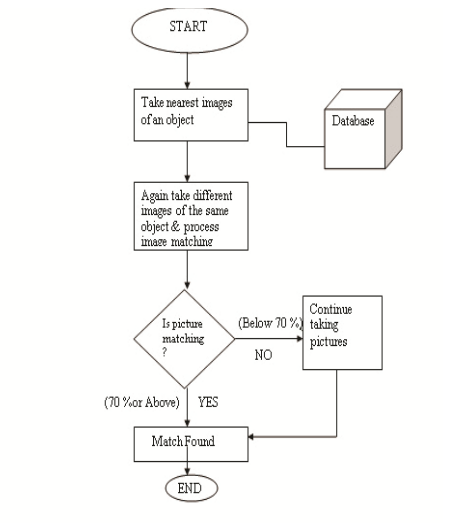 START
Take nearest images
of an object
Database
Again take different
images of the same
object & process
image matching
Is picture
matching
?
(Below 70 %)
NO
Continue
taking
pictures
(70 %or Above)
YES
Match Found
END